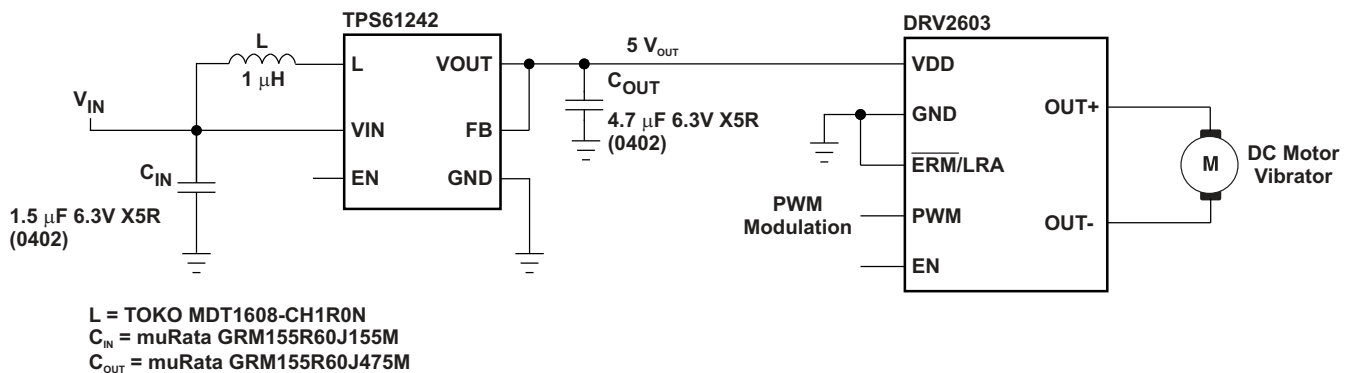 TPS61242
DRV2603
L
1 μH
L
VOUT
5 VOUT
VDD
VIN
COUT
4.7 μF 6.3V X5R
(0402)
GND
OUT+
VIN
FB
ERM/LRA
M
DC Motor
Vibrator
CIN
1.5 μF 6.3V X5R
(0402)
EN
GND
PWM
Modulation
PWM
OUT-
EN
L = TOKO MDT1608-CH1R0N
CIN = muRata GRM155R60J155M
COUT = muRata GRM155R60J475M